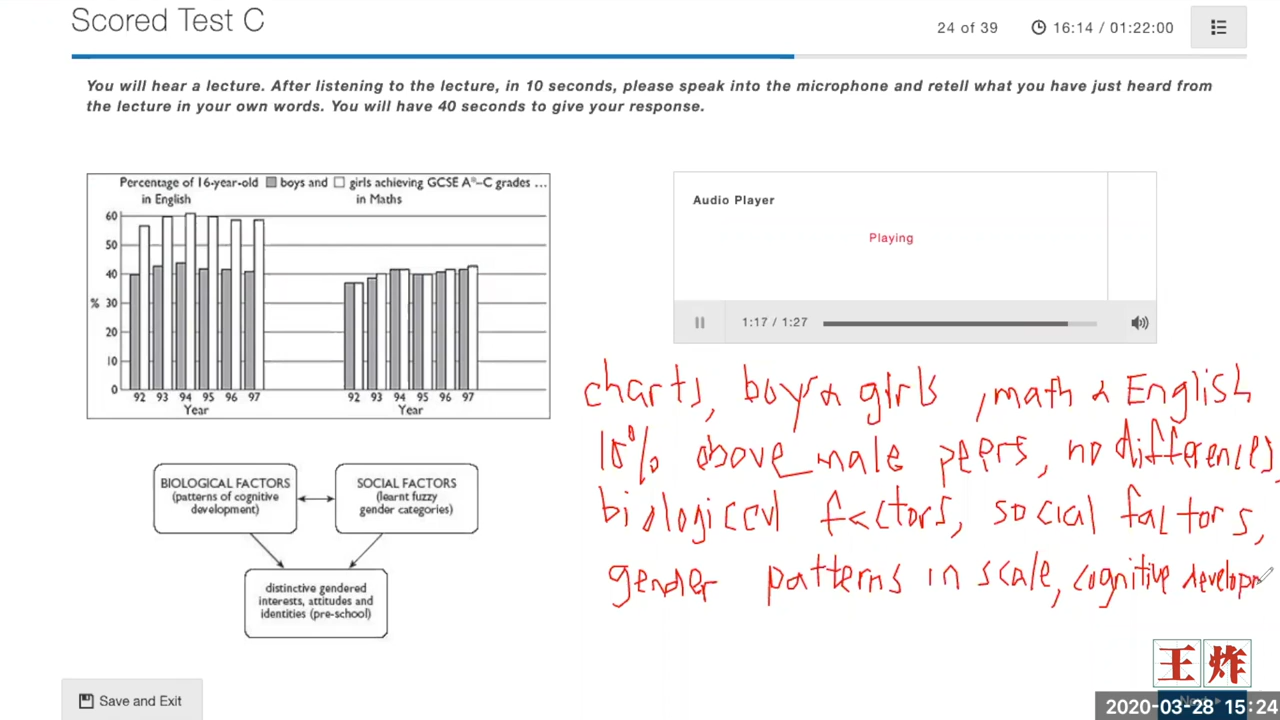 Scored Test C
24 of 39
16:14 / 01:22:00
You will hear a lecture. After listening to the lecture, in 10 seconds, please speak into the microphone and retell what you have just heard from
the lecture in your own words. You will have 40 seconds to give your response.
Percentage of 16-year-old boys and girls achieving GCSE A*–C grades ...
in English
in Maths
60
50
40
% 30
20
10
0
92 93 94 95 96 97
Year
92 93 94 95 96 97
Year
BIOLOGICAL FACTORS
(patterns of cognitive
development)
SOCIAL FACTORS
(learnt fuzzy
gender categories)
distinctive gendered
interests, attitudes and
identities (pre-school)
Audio Player
Playing
1:17 / 1:27
charts, boys & girls, math & English
10% above male peers, no differences,
biological factors, social factors,
gender patterns in scale, cognitive developm
王炸
Save and Exit
2020-03-28 15:24